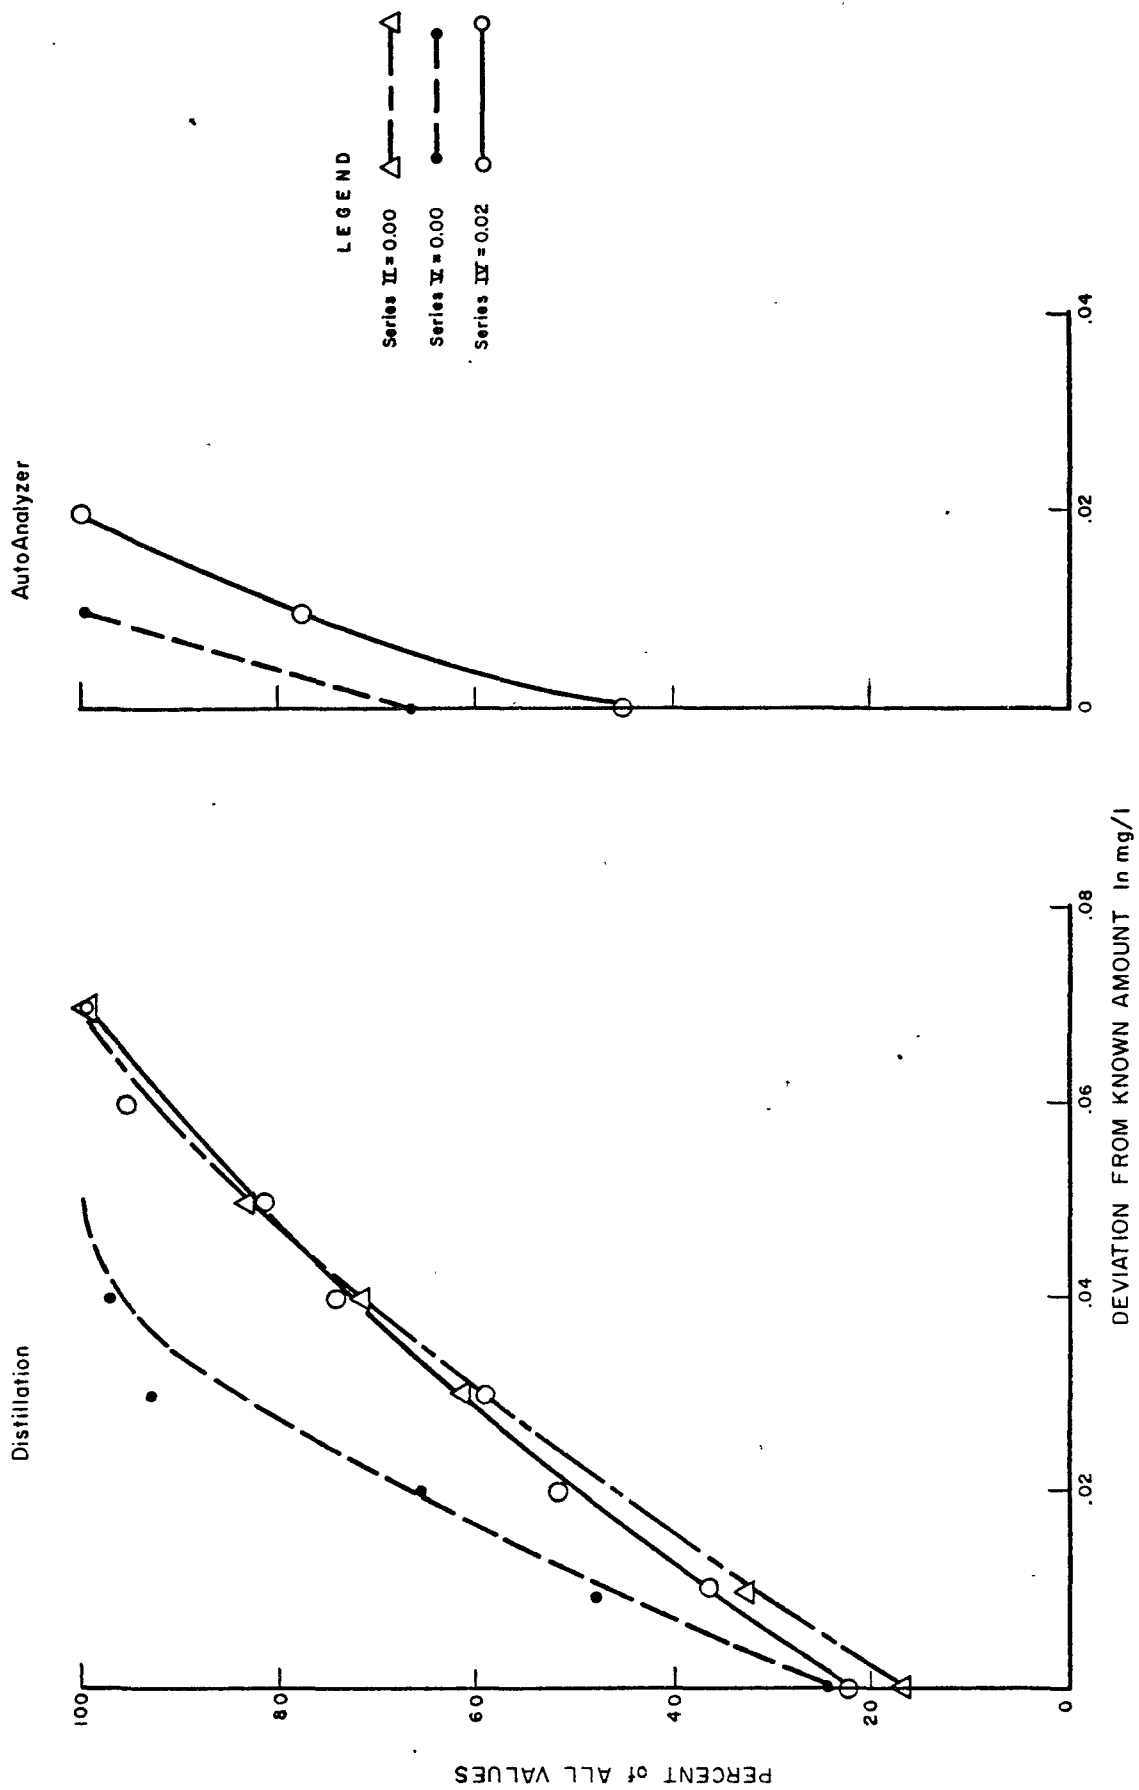 Distillation
AutoAnalyzer
LEGEND
Series II = 0.00
Series V = 0.00
Series IV = 0.02
PERCENT of ALL VALUES
100
80
60
40
20
0
.02
.04
.06
.08
0
.02
.04
DEVIATION FROM KNOWN AMOUNT In mg/l